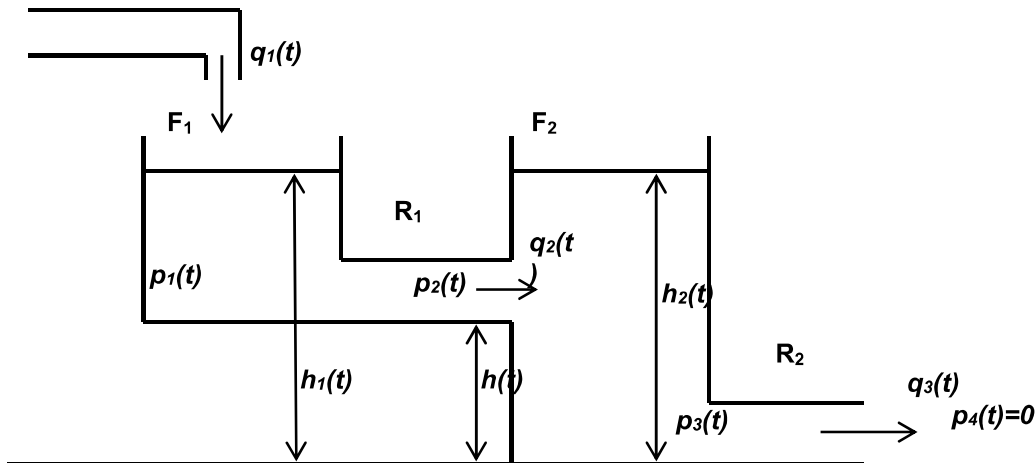 q₁(t)
F₁
F₂
R₁
q₂(t
)
p₁(t)
p₂(t)
h₂(t)
R₂
h₁(t)
h(t)
q₃(t)
p₃(t)
p₄(t)=0